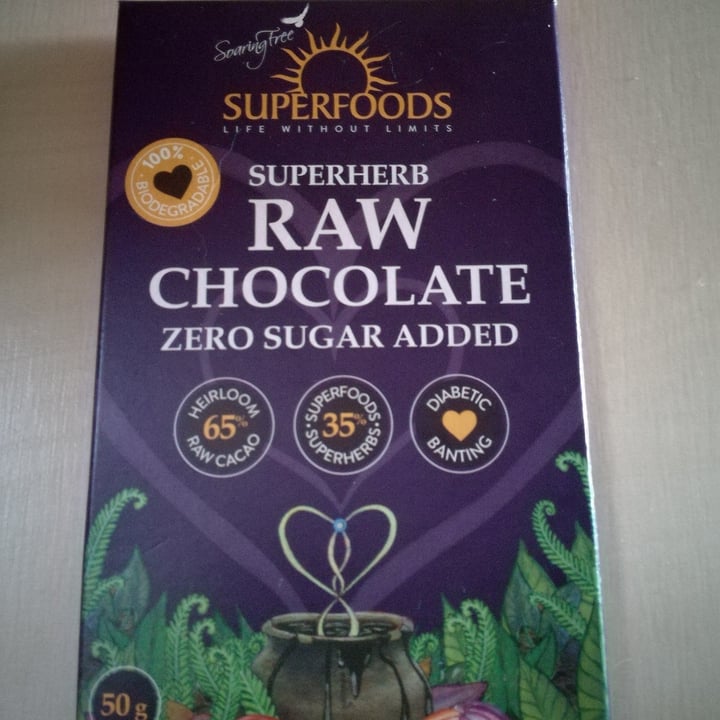 SoaringFree
SUPERFOODS
LIFE WITHOUT LIMITS
100%
BIODEGRADABLE
SUPERHERB
RAW
CHOCOLATE
ZERO SUGAR ADDED
HEIRLOOM
65%
RAW CACAO
SUPERFOODS
35%
SUPERHERBS
DIABETIC
BANTING
50 g